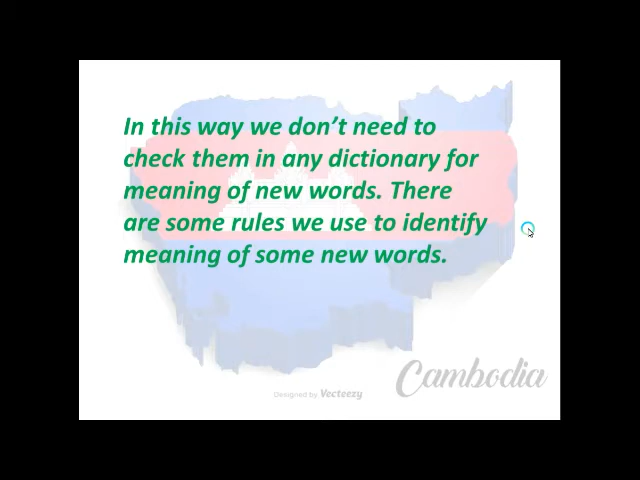 In this way we don't need to
check them in any dictionary for
meaning of new words. There
are some rules we use to identify
meaning of some new words.
Cambodia
Designed by Vecteezy